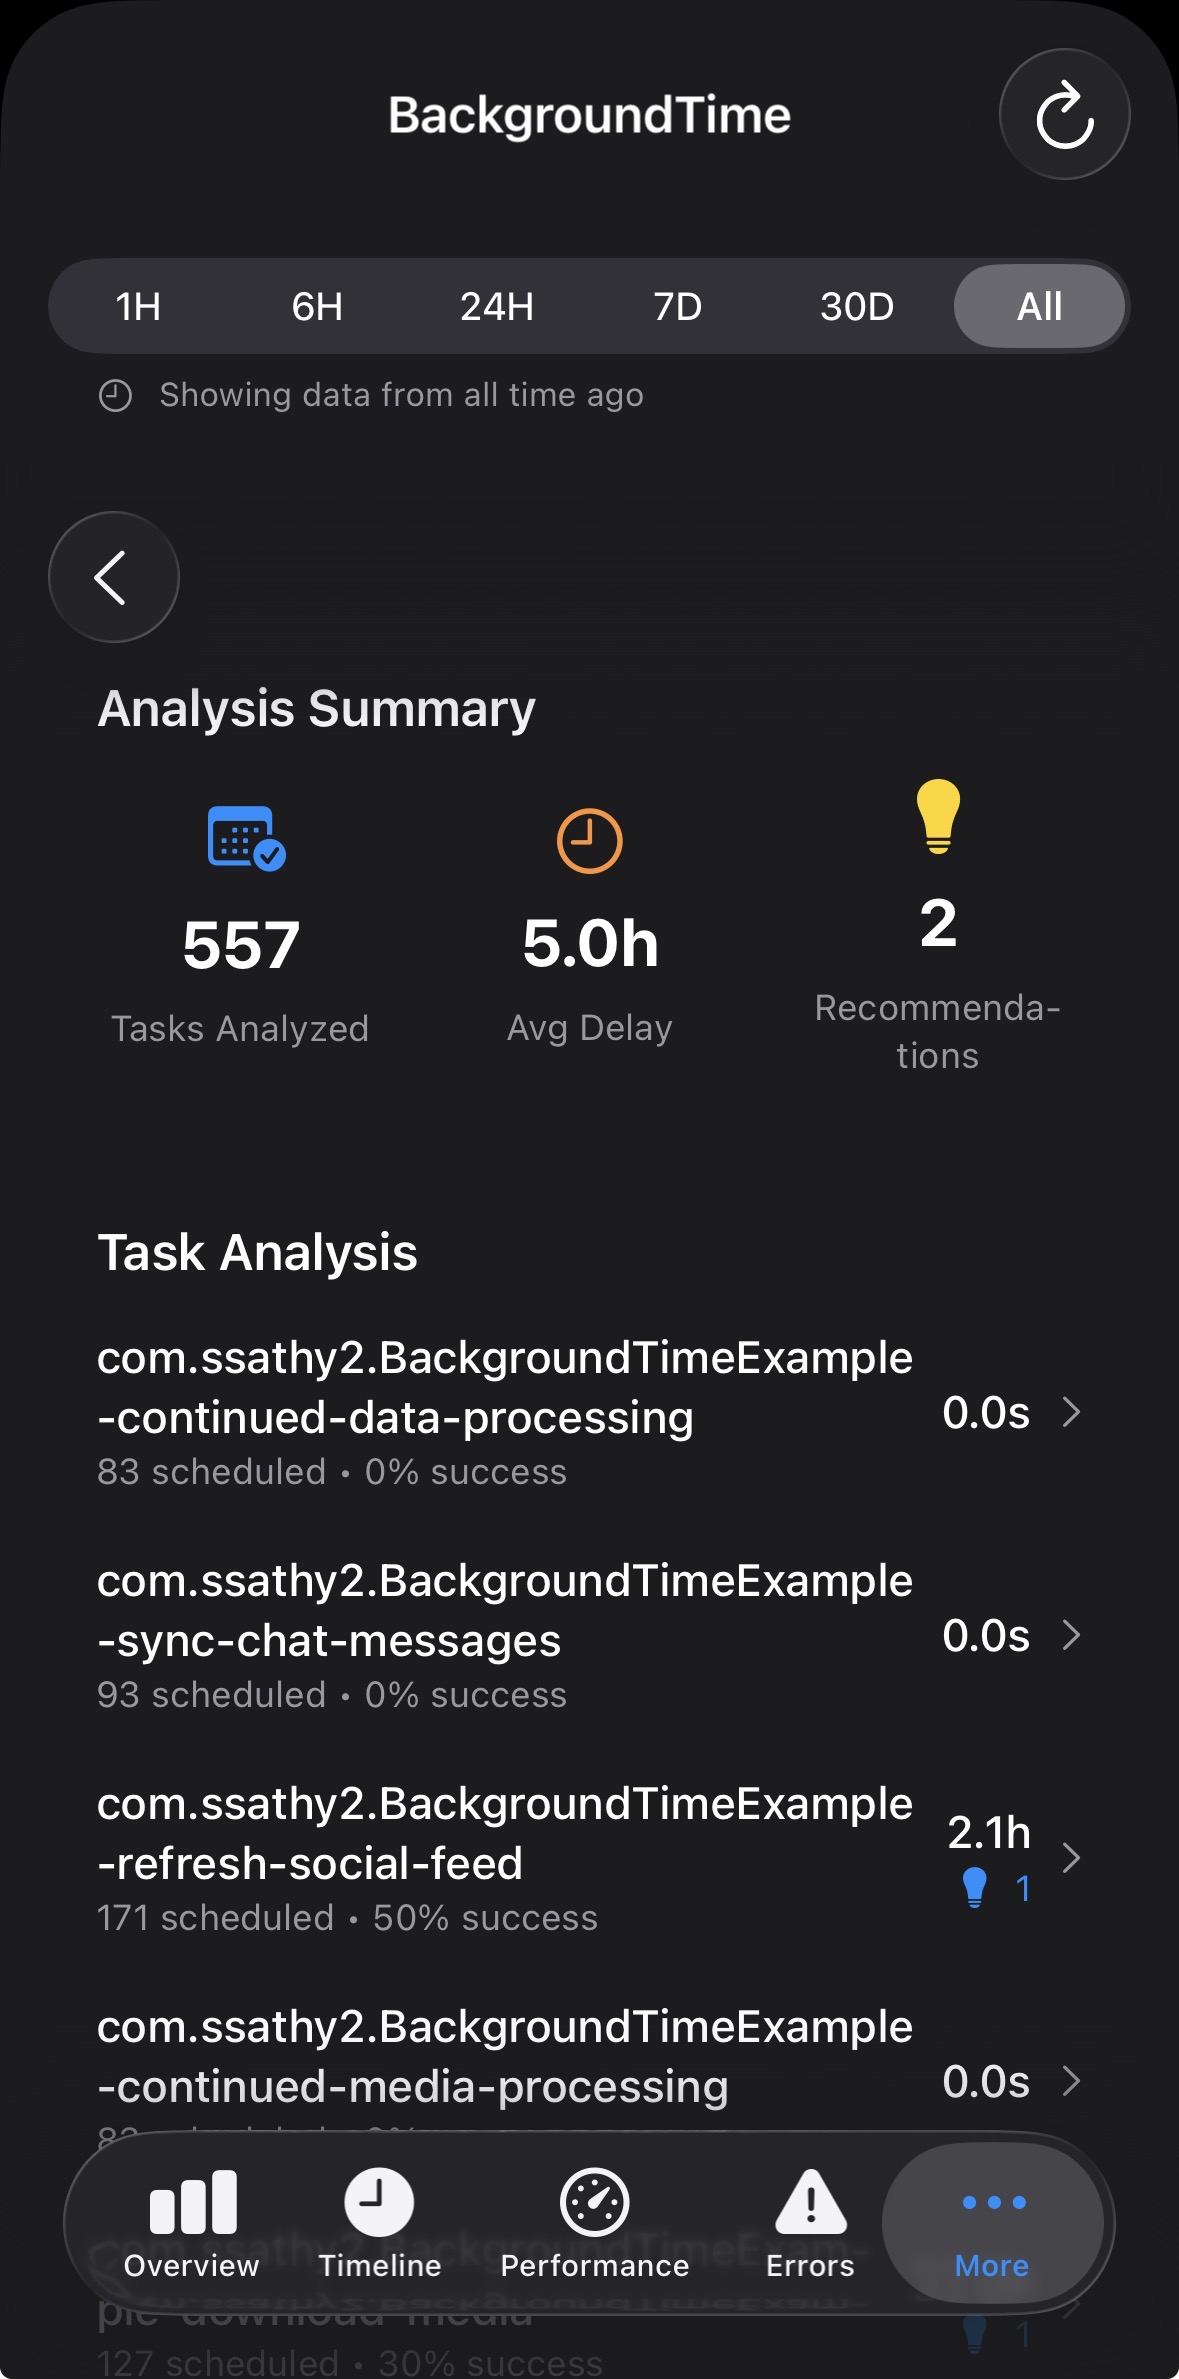 BackgroundTime
1H 6H 24H 7D 30D All
Showing data from all time ago
Analysis Summary
557
Tasks Analyzed
5.0h
Avg Delay
2
Recommenda-
tions
Task Analysis
com.ssathy2.BackgroundTimeExample
-continued-data-processing
83 scheduled • 0% success
0.0s
com.ssathy2.BackgroundTimeExample
-sync-chat-messages
93 scheduled • 0% success
0.0s
com.ssathy2.BackgroundTimeExample
-refresh-social-feed
171 scheduled • 50% success
2.1h
1
com.ssathy2.BackgroundTimeExample
-continued-media-processing
0.0s
Overview
Timeline
Performance
Errors
More
ple-download-media
1
127 scheduled • 30% success